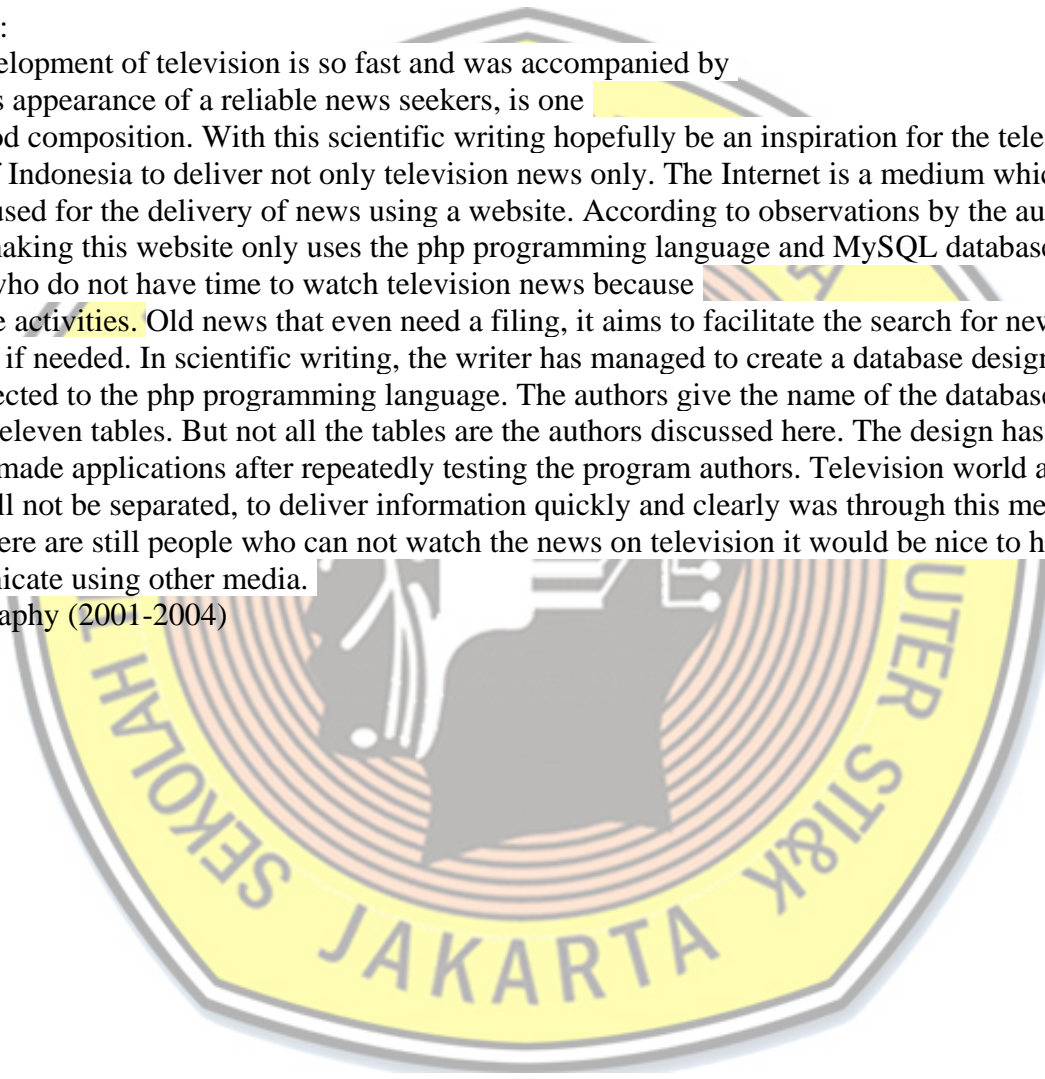 :
elopment of television is so fast and was accompanied by
s appearance of a reliable news seekers, is one
od composition. With this scientific writing hopefully be an inspiration for the tele
f Indonesia to deliver not only television news only. The Internet is a medium whic
used for the delivery of news using a website. According to observations by the au
naking this website only uses the php programming language and MySQL database
who do not have time to watch television news because
e activities. Old news that even need a filing, it aims to facilitate the search for new
if needed. In scientific writing, the writer has managed to create a database design
ected to the php programming language. The authors give the name of the database
eleven tables. But not all the tables are the authors discussed here. The design has
made applications after repeatedly testing the program authors. Television world a
ll not be separated, to deliver information quickly and clearly was through this me
ere are still people who can not watch the news on television it would be nice to h
nicate using other media.
aphy (2001-2004)
SEKOLAH
JAKARTA
STI&K
UTER